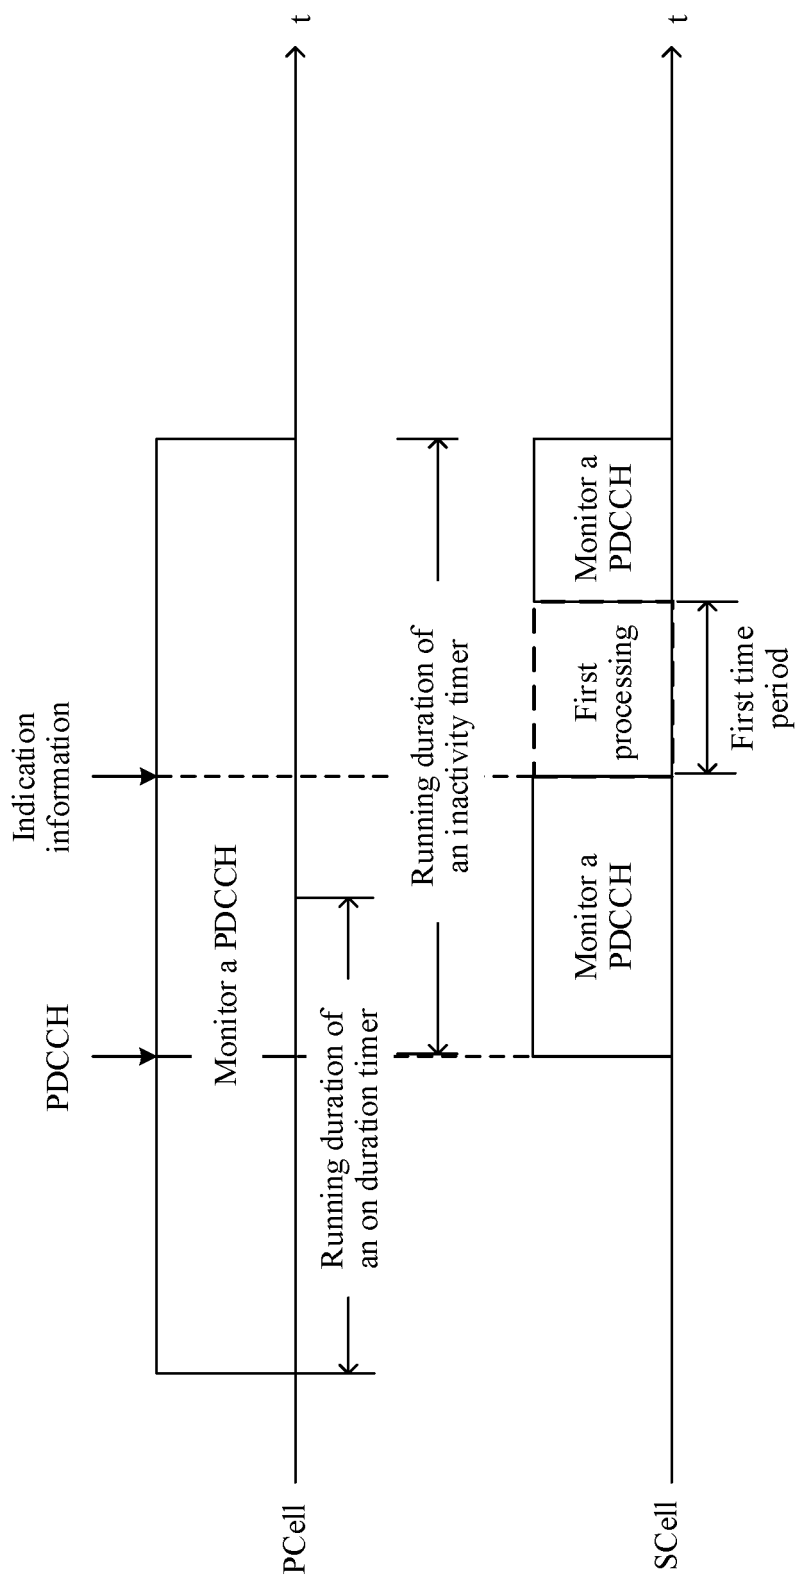 PDCCH
Indication
information
Monitor a PDCCH
PCell
t
Running duration of
an on duration timer
Running duration of
an inactivity timer
Monitor a
PDCCH
First
processing
Monitor a
PDCCH
SCell
t
First time
period